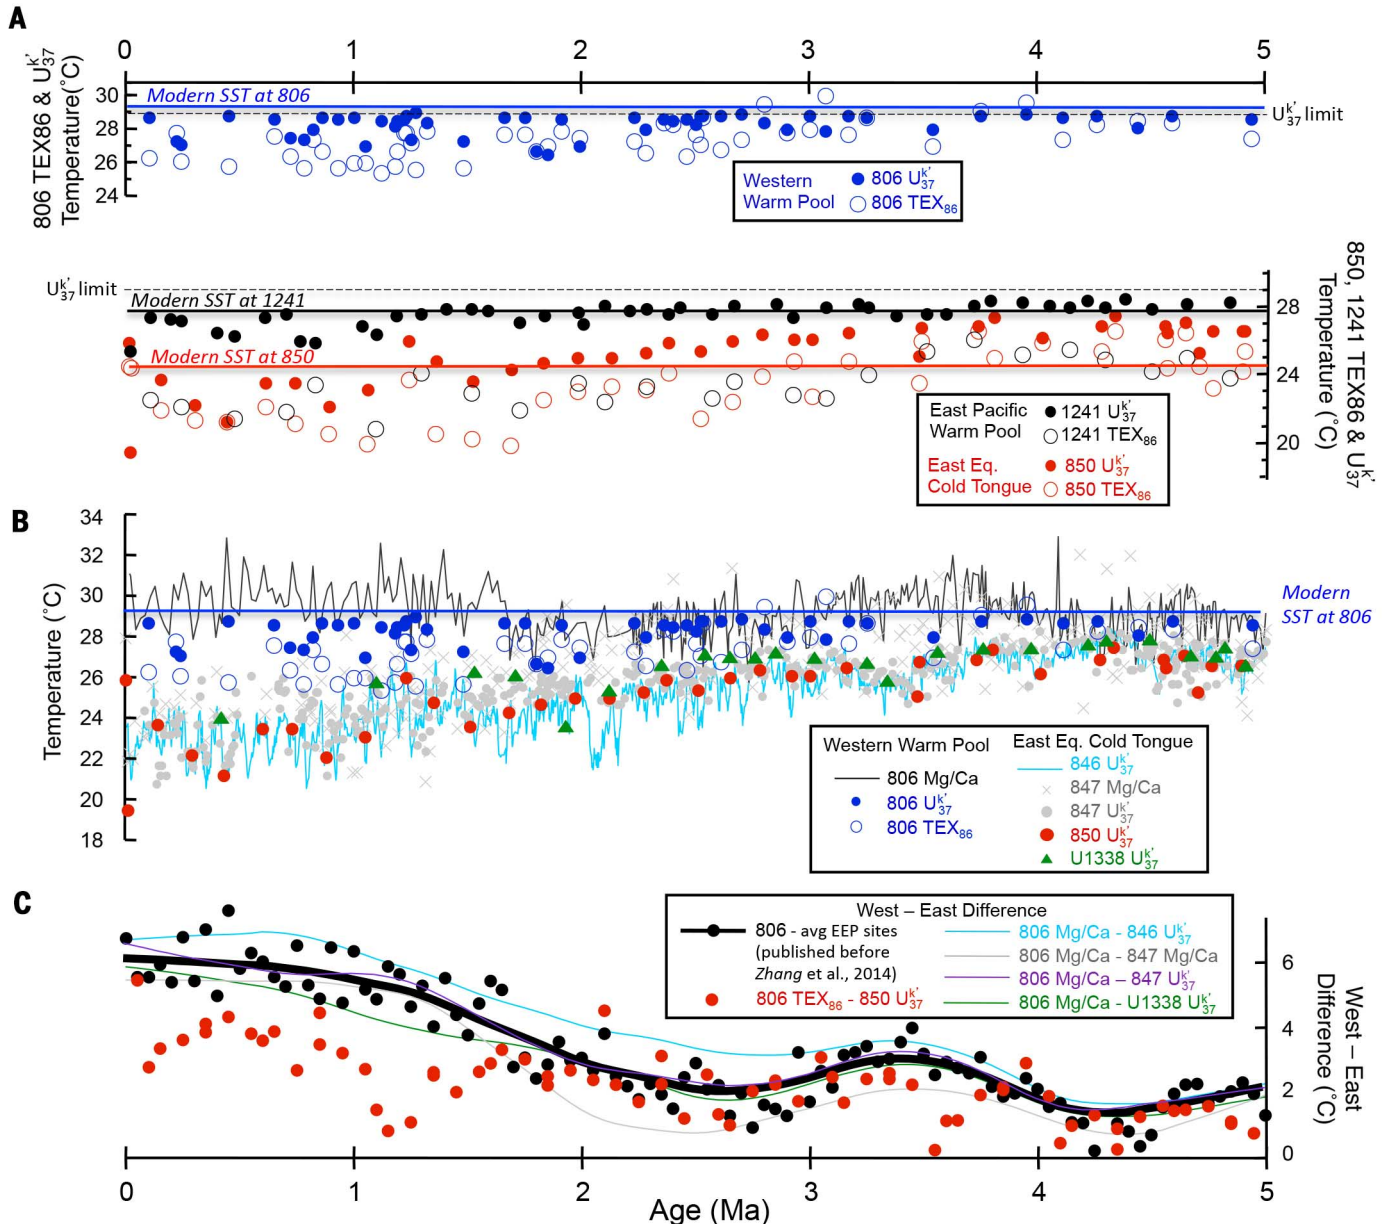 A
0 1 2 3 4 5
806 TEX86 & U37k'
Temperature(˚C)
30
28
26
24
Modern SST at 806
U37k' limit
Western
Warm Pool
806 U37k'
806 TEX86
U37k' limit
Modern SST at 1241
Modern SST at 850
28
24
20
850, 1241 TEX86 & U37k'
Temperature (˚C)
East Pacific
Warm Pool
1241 U37k'
1241 TEX86
East Eq.
Cold Tongue
850 U37k'
850 TEX86
B
34
32
30
28
26
24
22
20
18
Temperature (˚C)
Modern
SST at 806
Western Warm Pool
806 Mg/Ca
806 U37k'
806 TEX86
East Eq. Cold Tongue
846 U37k'
847 Mg/Ca
847 U37k'
850 U37k'
U1338 U37k'
C
West – East Difference
806 - avg EEP sites
(published before
Zhang et al., 2014)
806 TEX86 - 850 U37k'
806 Mg/Ca - 846 U37k'
806 Mg/Ca - 847 Mg/Ca
806 Mg/Ca – 847 U37k'
806 Mg/Ca - U1338 U37k'
6
4
2
0
West – East
Difference (˚C)
0 1 2 3 4 5
Age (Ma)